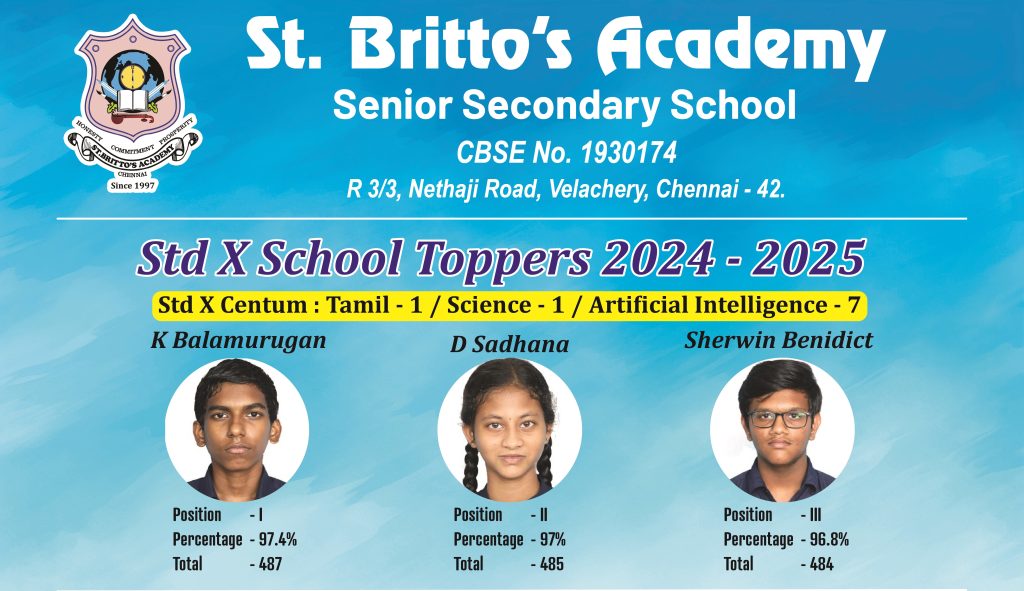 St. Britto's Academy
Senior Secondary School
CBSE No. 1930174
R 3/3, Nethaji Road, Velachery, Chennai - 42.
HONESTY COMMITMENT PROSPERITY
ST.BRITTO'S ACADEMY
CHENNAI
Since 1997
Std X School Toppers 2024 - 2025
Std X Centum : Tamil - 1 / Science - 1 / Artificial Intelligence - 7
K Balamurugan
Position - I
Percentage - 97.4%
Total - 487
D Sadhana
Position - II
Percentage - 97%
Total - 485
Sherwin Benidict
Position - III
Percentage - 96.8%
Total - 484